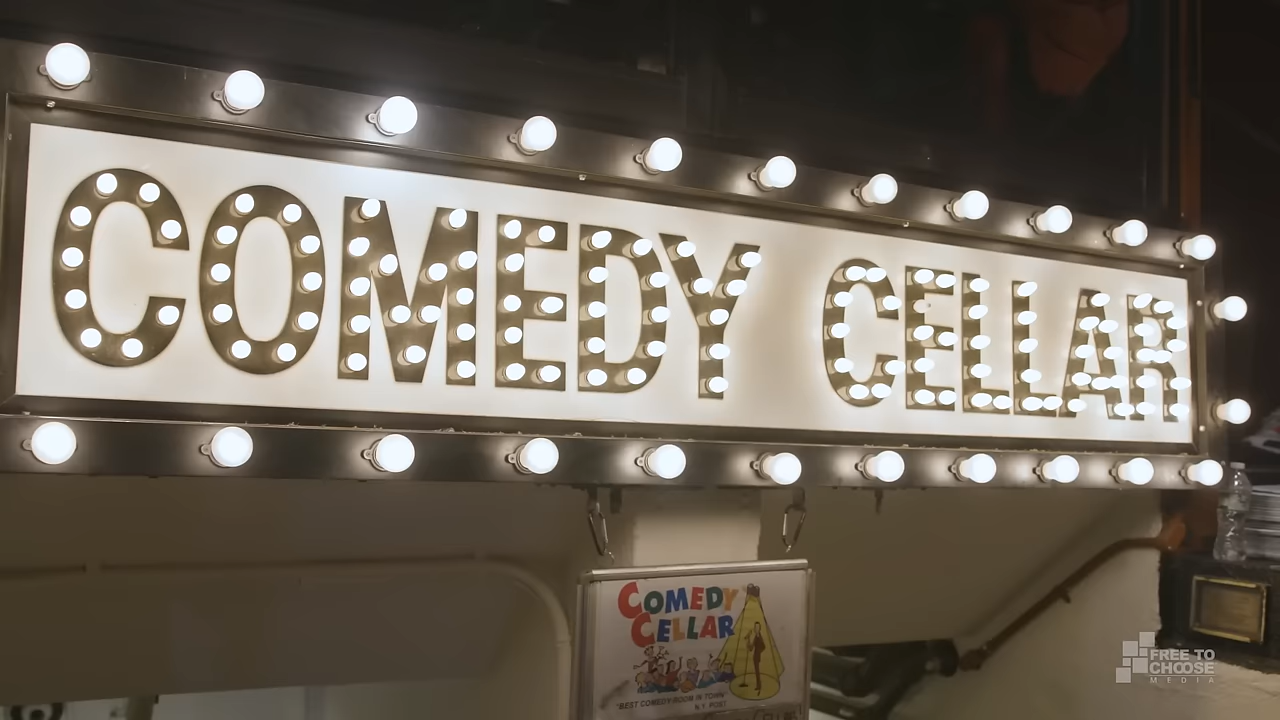 COMEDY CELLAR
COMEDY
CELLAR
"BEST COMEDY ROOM IN TOWN"
N.Y. POST
FREE TO
CHOOSE
MEDIA